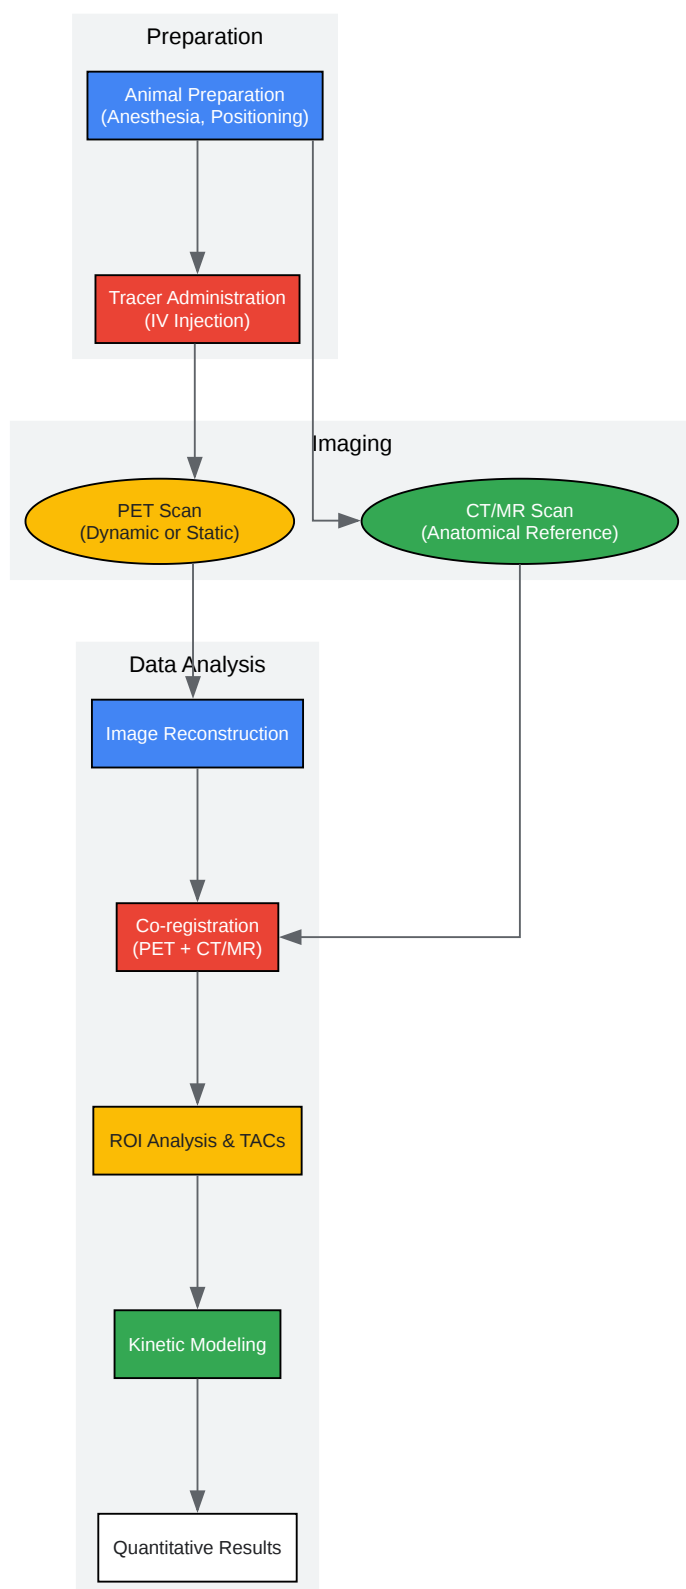 Preparation
Animal Preparation
(Anesthesia, Positioning)
Tracer Administration
(IV Injection)
Imaging
PET Scan
(Dynamic or Static)
CT/MR Scan
(Anatomical Reference)
Data Analysis
Image Reconstruction
Co-registration
(PET + CT/MR)
ROI Analysis & TACs
Kinetic Modeling
Quantitative Results